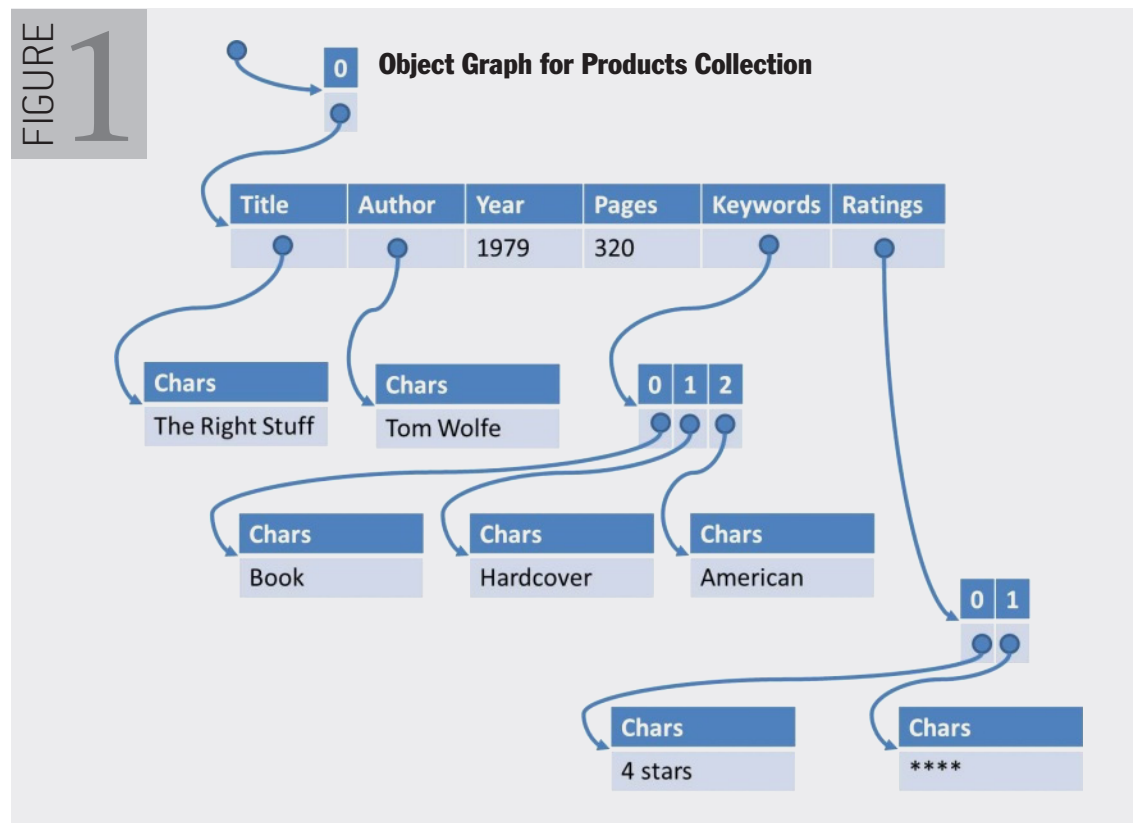 FIGURE 1
Object Graph for Products Collection
0
Title Author Year Pages Keywords Ratings
1979 320
Chars
The Right Stuff
Chars
Tom Wolfe
0 1 2
Chars
Book
Chars
Hardcover
Chars
American
0 1
Chars
4 stars
Chars
****